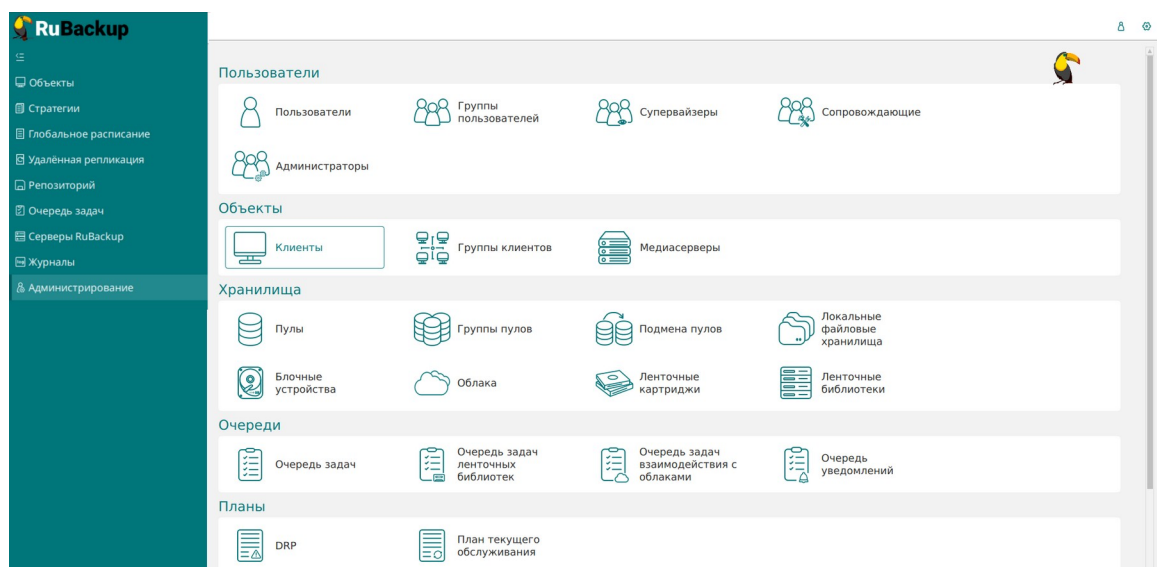 RuBackup
Объекты
Стратегии
Глобальное расписание
Удалённая репликация
Репозиторий
Очередь задач
Серверы RuBackup
Журналы
Администрирование
Пользователи
Пользователи
Группы
пользователей
Супервайзеры
Сопровождающие
Администраторы
Объекты
Клиенты
Группы клиентов
Медиасерверы
Хранилища
Пулы
Группы пулов
Подмена пулов
Локальные
файловые
хранилища
Блочные
устройства
Облака
Ленточные
картриджи
Ленточные
библиотеки
Очереди
Очередь задач
Очередь задач
ленточных
библиотек
Очередь задач
взаимодействия с
облаками
Очередь
уведомлений
Планы
DRP
План текущего
обслуживания